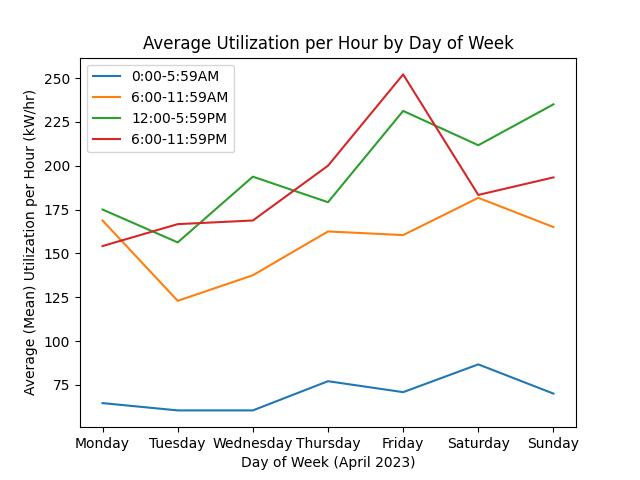 Average Utilization per Hour by Day of Week
0:00-5:59AM
6:00-11:59AM
12:00-5:59PM
6:00-11:59PM
Average (Mean) Utilization per Hour (kW/hr)
250
225
200
175
150
125
100
75
Monday Tuesday Wednesday Thursday Friday Saturday Sunday
Day of Week (April 2023)